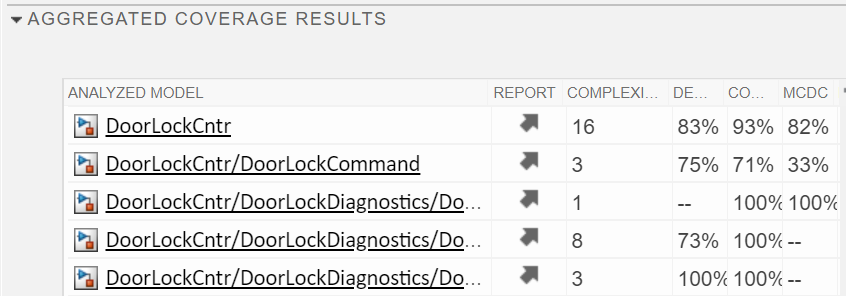 AGGREGATED COVERAGE RESULTS
ANALYZED MODEL REPORT COMPLEXI... DE... CO... MCDC
DoorLockCntr 16 83% 93% 82%
DoorLockCntr/DoorLockCommand 3 75% 71% 33%
DoorLockCntr/DoorLockDiagnostics/Do... 1 -- 100% 100%
DoorLockCntr/DoorLockDiagnostics/Do... 8 73% 100% --
DoorLockCntr/DoorLockDiagnostics/Do... 3 100% 100% --